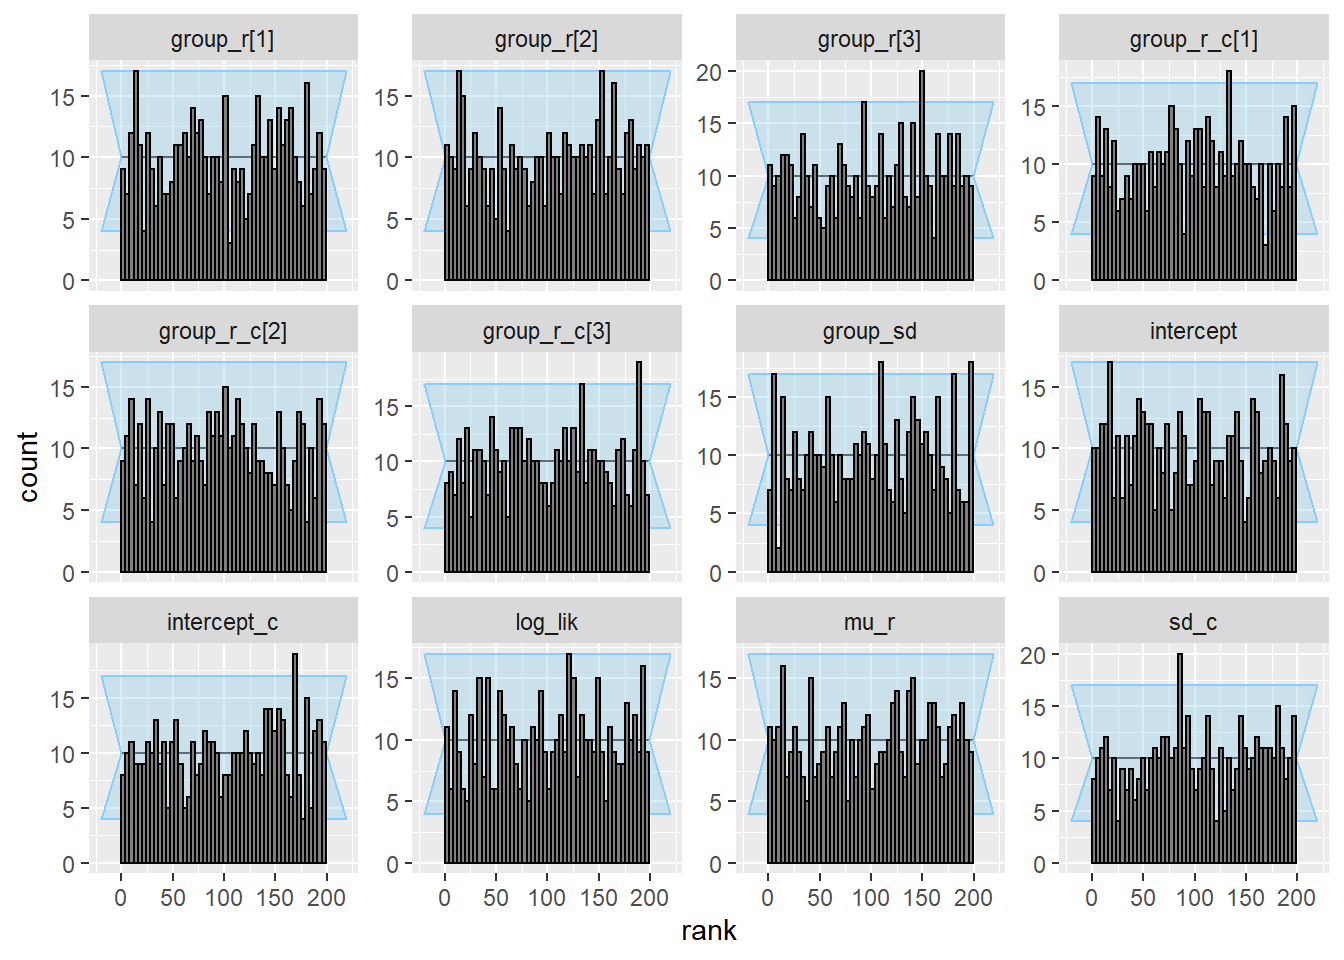 group_r[1] group_r[2] group_r[3] group_r_c[1]
20
15 15 15 15
10 10 10 10
5 5 5 5
0 0 0 0
group_r_c[2] group_r_c[3] group_sd intercept
15 15 15 15
10 10 10 10
5 5 5 5
0 0 0 0
count
intercept_c log_lik mu_r sd_c
20
15 15 15 15
10 10 10 10
5 5 5 5
0 0 0 0
0 50 100 150 200 0 50 100 150 200 0 50 100 150 200 0 50 100 150 200
rank